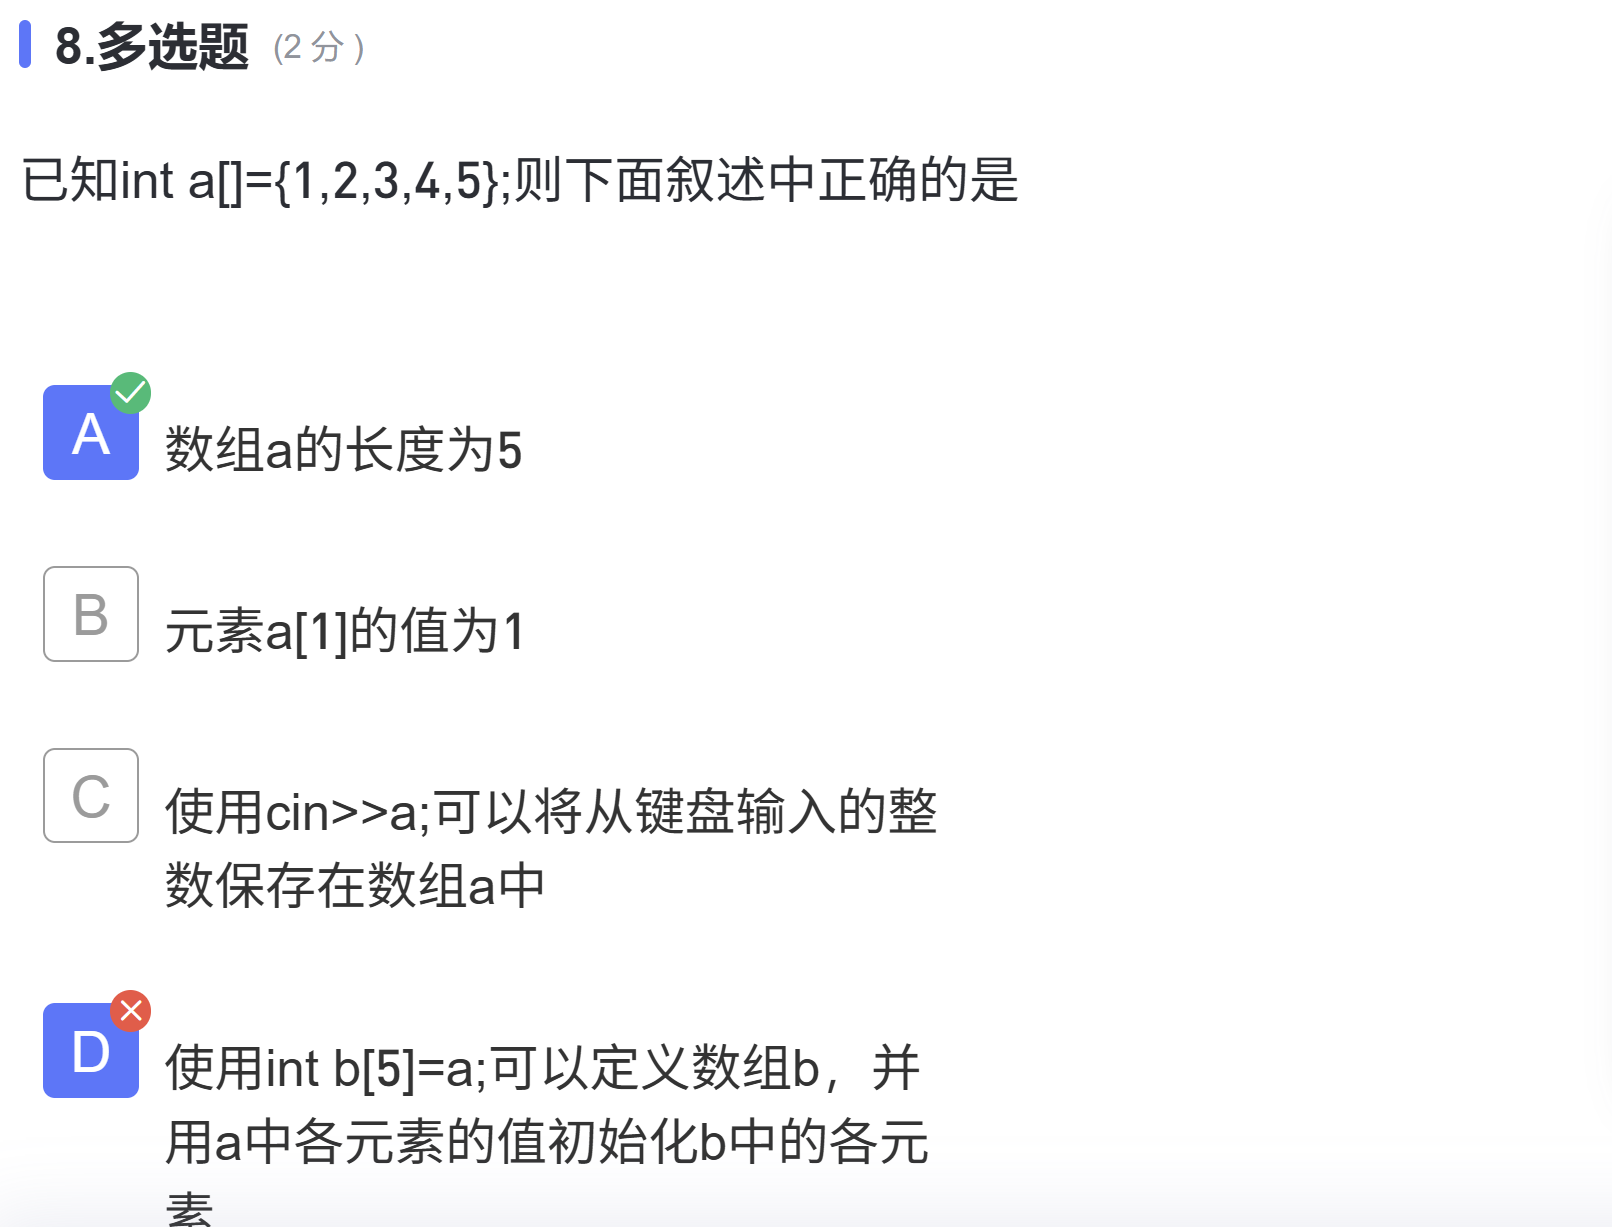 8.多选题 (2 分 )
已知int a[]={1,2,3,4,5};则下面叙述中正确的是
A 数组a的长度为5
B 元素a[1]的值为1
C 使用cin>>a;可以将从键盘输入的整
数保存在数组a中
D 使用int b[5]=a;可以定义数组b，并
用a中各元素的值初始化b中的各元
素